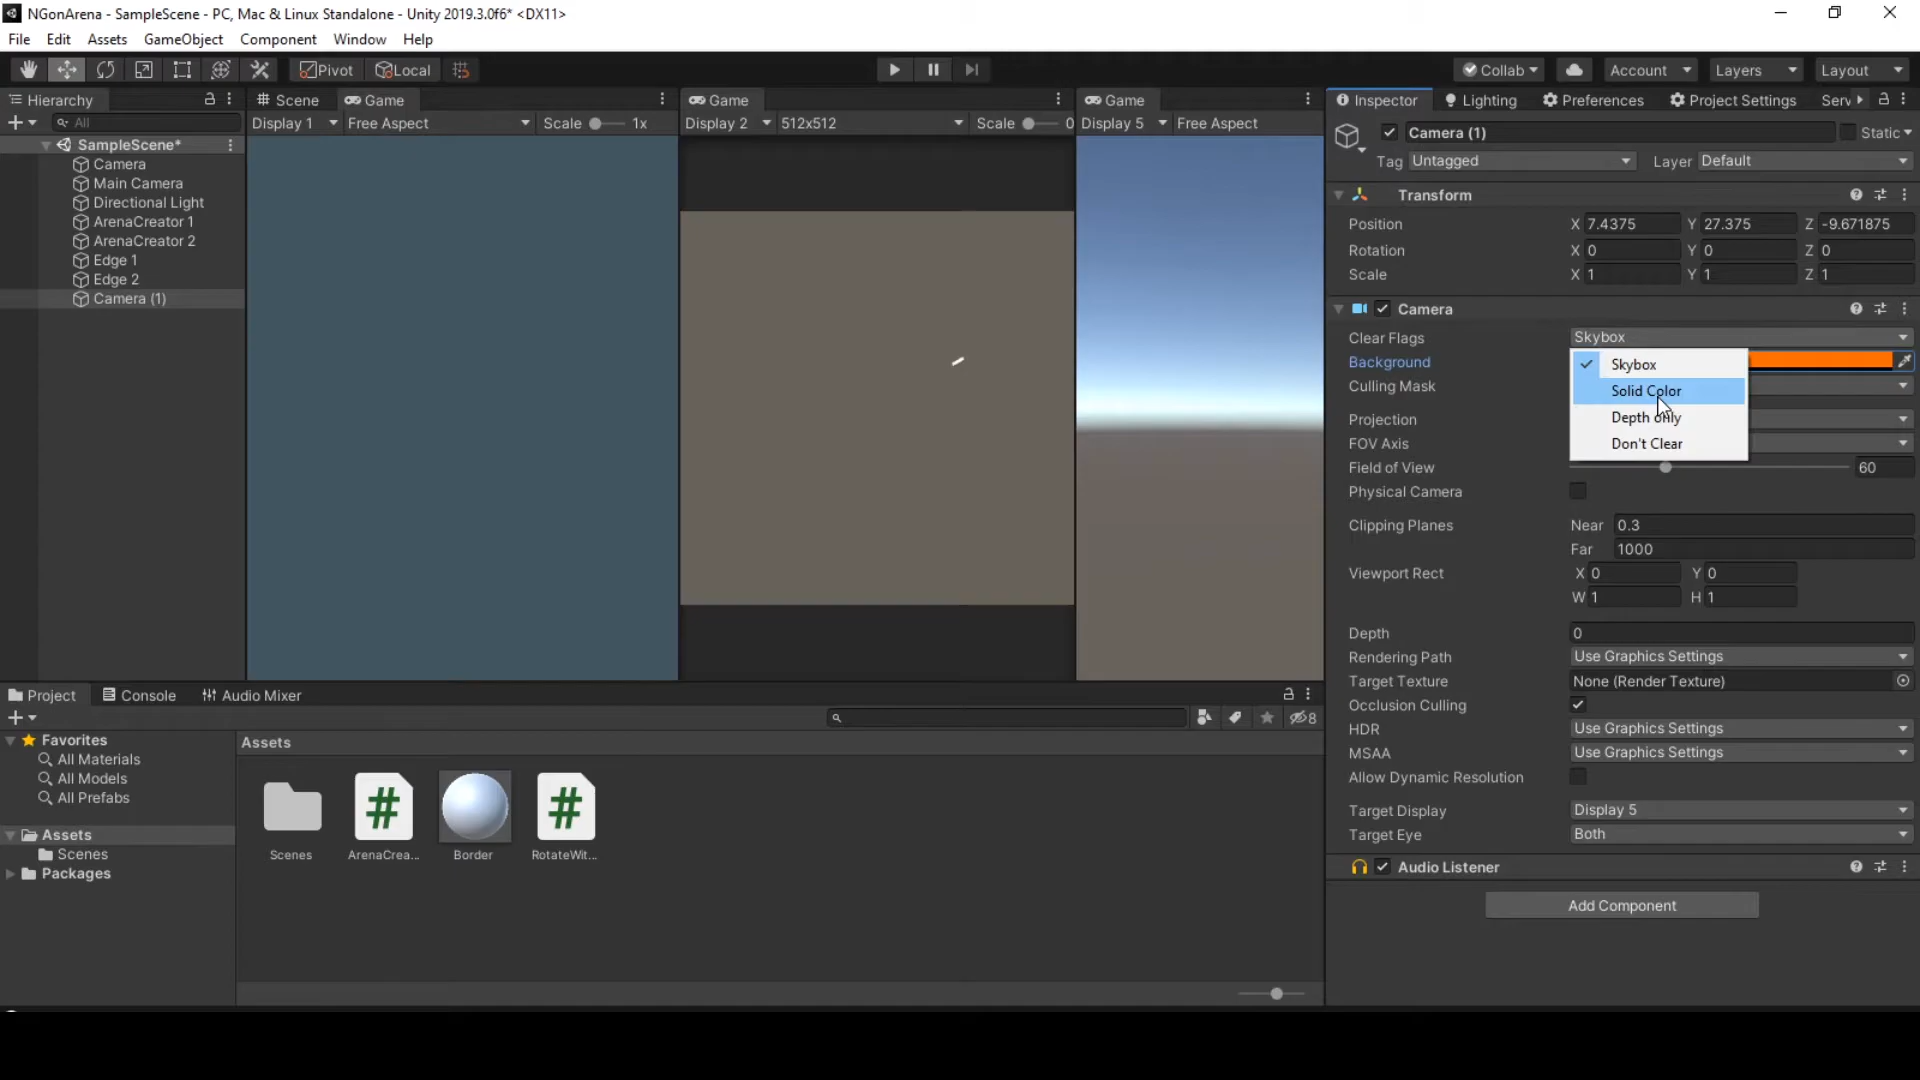 NGonArena - SampleScene - PC, Mac & Linux Standalone - Unity 2019.3.0f6* <DX11>
File Edit Assets GameObject Component Window Help
Pivot Local Collab Account Layers Layout
Hierarchy
All
SampleScene*
Camera
Main Camera
Directional Light
ArenaCreator 1
ArenaCreator 2
Edge 1
Edge 2
Camera (1)
Scene Game
Display 1 Free Aspect Scale 1x
Game
Display 2 512x512 Scale 0
Game
Display 5 Free Aspect
Inspector Lighting Preferences Project Settings Serv
Camera (1) Static
Tag Untagged Layer Default
Transform
Position X 7.4375 Y 27.375 Z -9.671875
Rotation X 0 Y 0 Z 0
Scale X 1 Y 1 Z 1
Camera
Clear Flags Skybox
Background
Culling Mask
Projection
FOV Axis
Skybox
Solid Color
Depth only
Don't Clear
Field of View 60
Physical Camera
Clipping Planes Near 0.3
Far 1000
Viewport Rect X 0 Y 0
W 1 H 1
Depth 0
Rendering Path Use Graphics Settings
Target Texture None (Render Texture)
Occlusion Culling
HDR Use Graphics Settings
MSAA Use Graphics Settings
Allow Dynamic Resolution
Target Display Display 5
Target Eye Both
Audio Listener
Add Component
Project Console Audio Mixer
8
Favorites
All Materials
All Models
All Prefabs
Assets
Scenes
Packages
Assets
Scenes ArenaCrea... Border RotateWit...